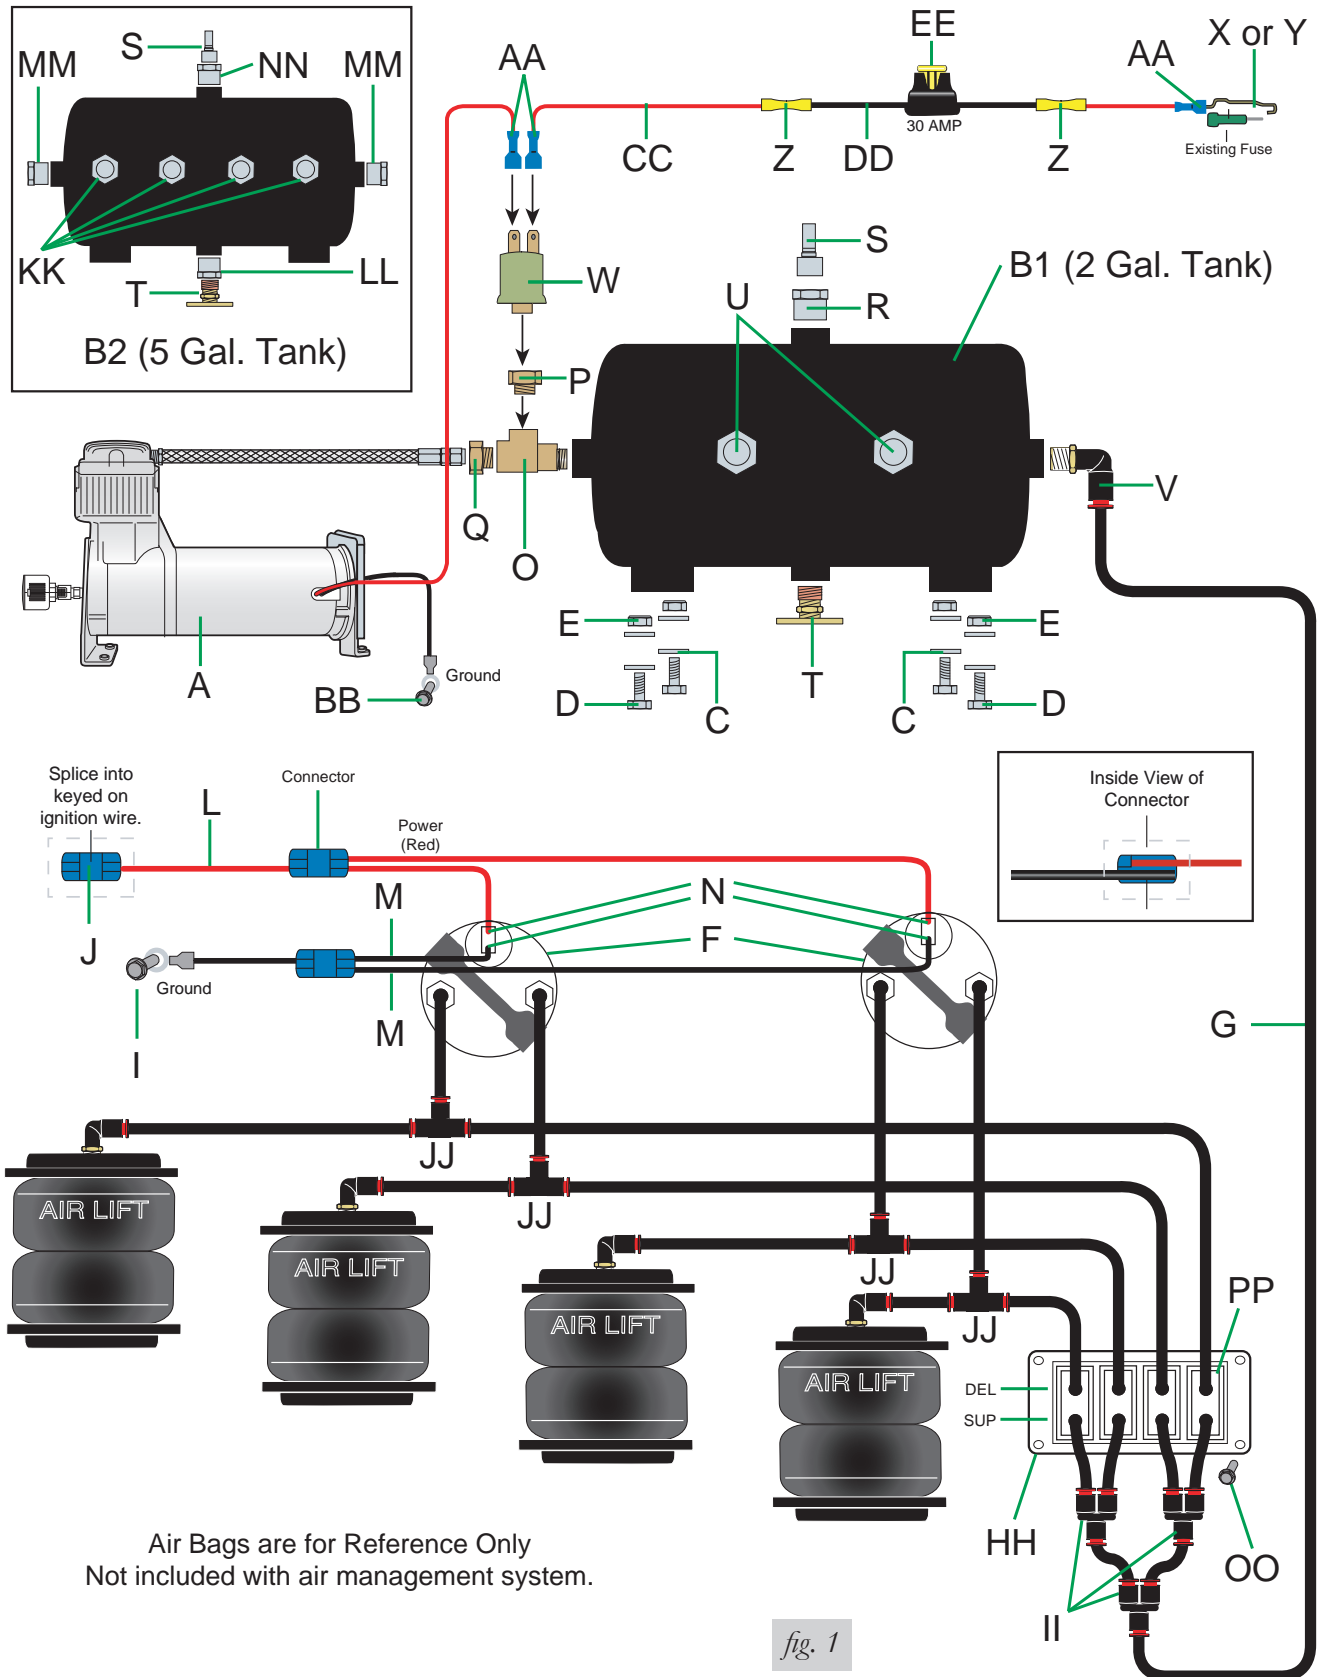 S
MM
NN
MM
KK
LL
T
B2 (5 Gal. Tank)
AA
EE
30 AMP
CC
Z
DD
Z
AA
X or Y
Existing Fuse
W
P
S
R
B1 (2 Gal. Tank)
U
Q
O
V
A
BB
Ground
E
E
D
C
T
C
D
Splice into
keyed on
ignition wire.
L
Connector
Power
(Red)
Inside View of
Connector
J
M
N
F
Ground
M
I
G
JJ
JJ
JJ
JJ
AIR LIFT
AIR LIFT
AIR LIFT
AIR LIFT
PP
DEL
SUP
HH
OO
II
Air Bags are for Reference Only
Not included with air management system.
fig. 1